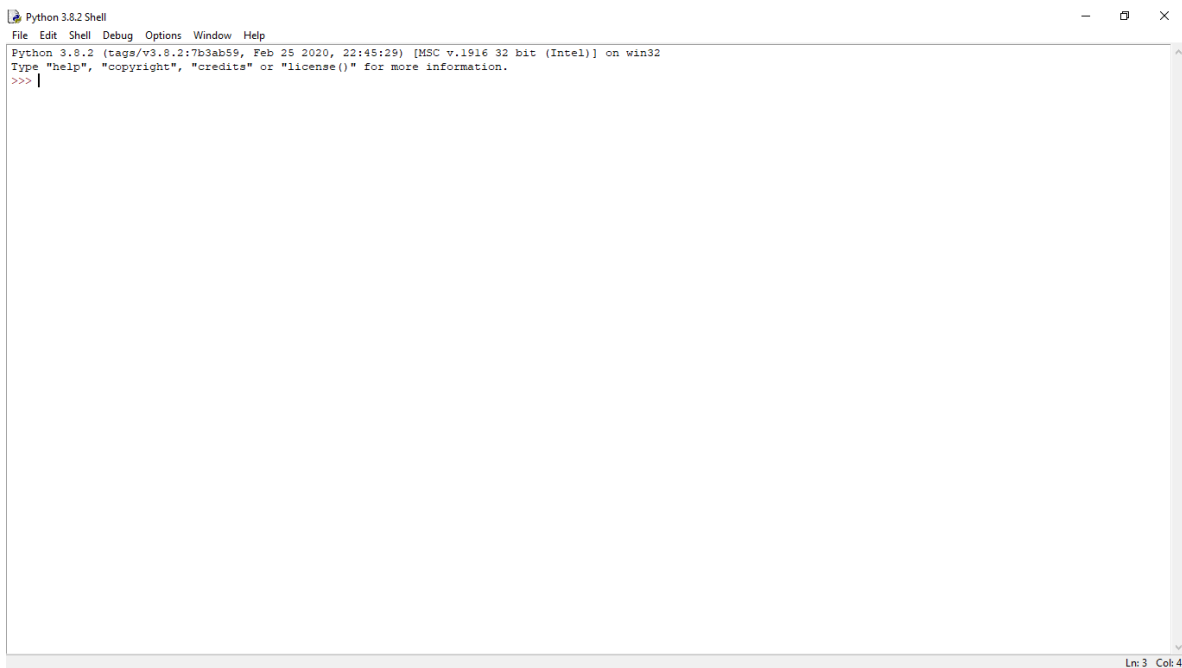 Python 3.8.2 Shell
File Edit Shell Debug Options Window Help
Python 3.8.2 (tags/v3.8.2:7b3ab59, Feb 25 2020, 22:45:29) [MSC v.1916 32 bit (Intel)] on win32
Type "help", "copyright", "credits" or "license()" for more information.
>>>
Ln: 3 Col: 4